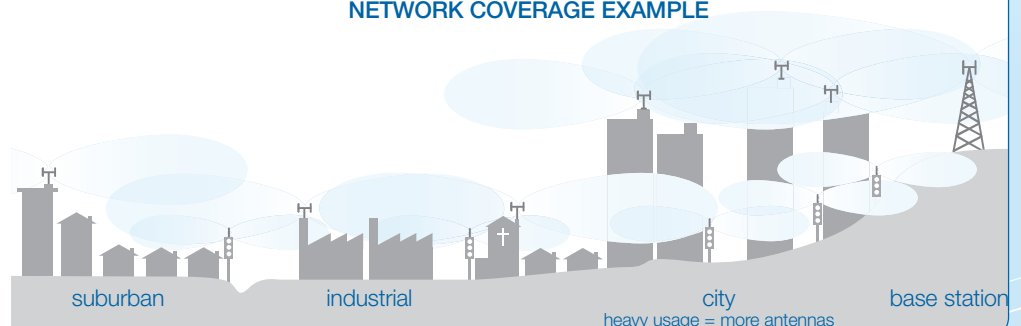 NETWORK COVERAGE EXAMPLE
suburban
industrial
city
heavy usage = more antennas
base station